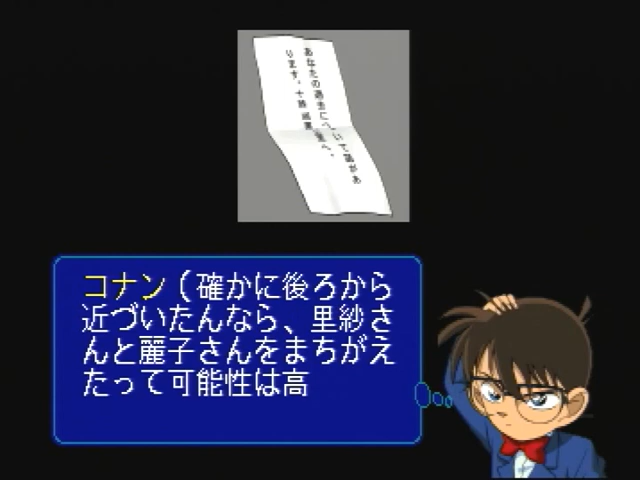 あなたの過去について話があ
ります。十時
コナン（確かに後ろから
近づいたんなら、里紗さ
んと麗子さんをまちがえ
たって可能性は高